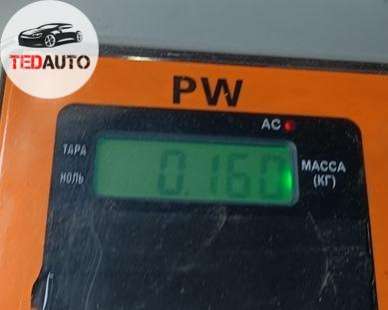 TEDAUTO
PW
AC
ТАРА
НОЛЬ
0.160
МАССА
(КГ)